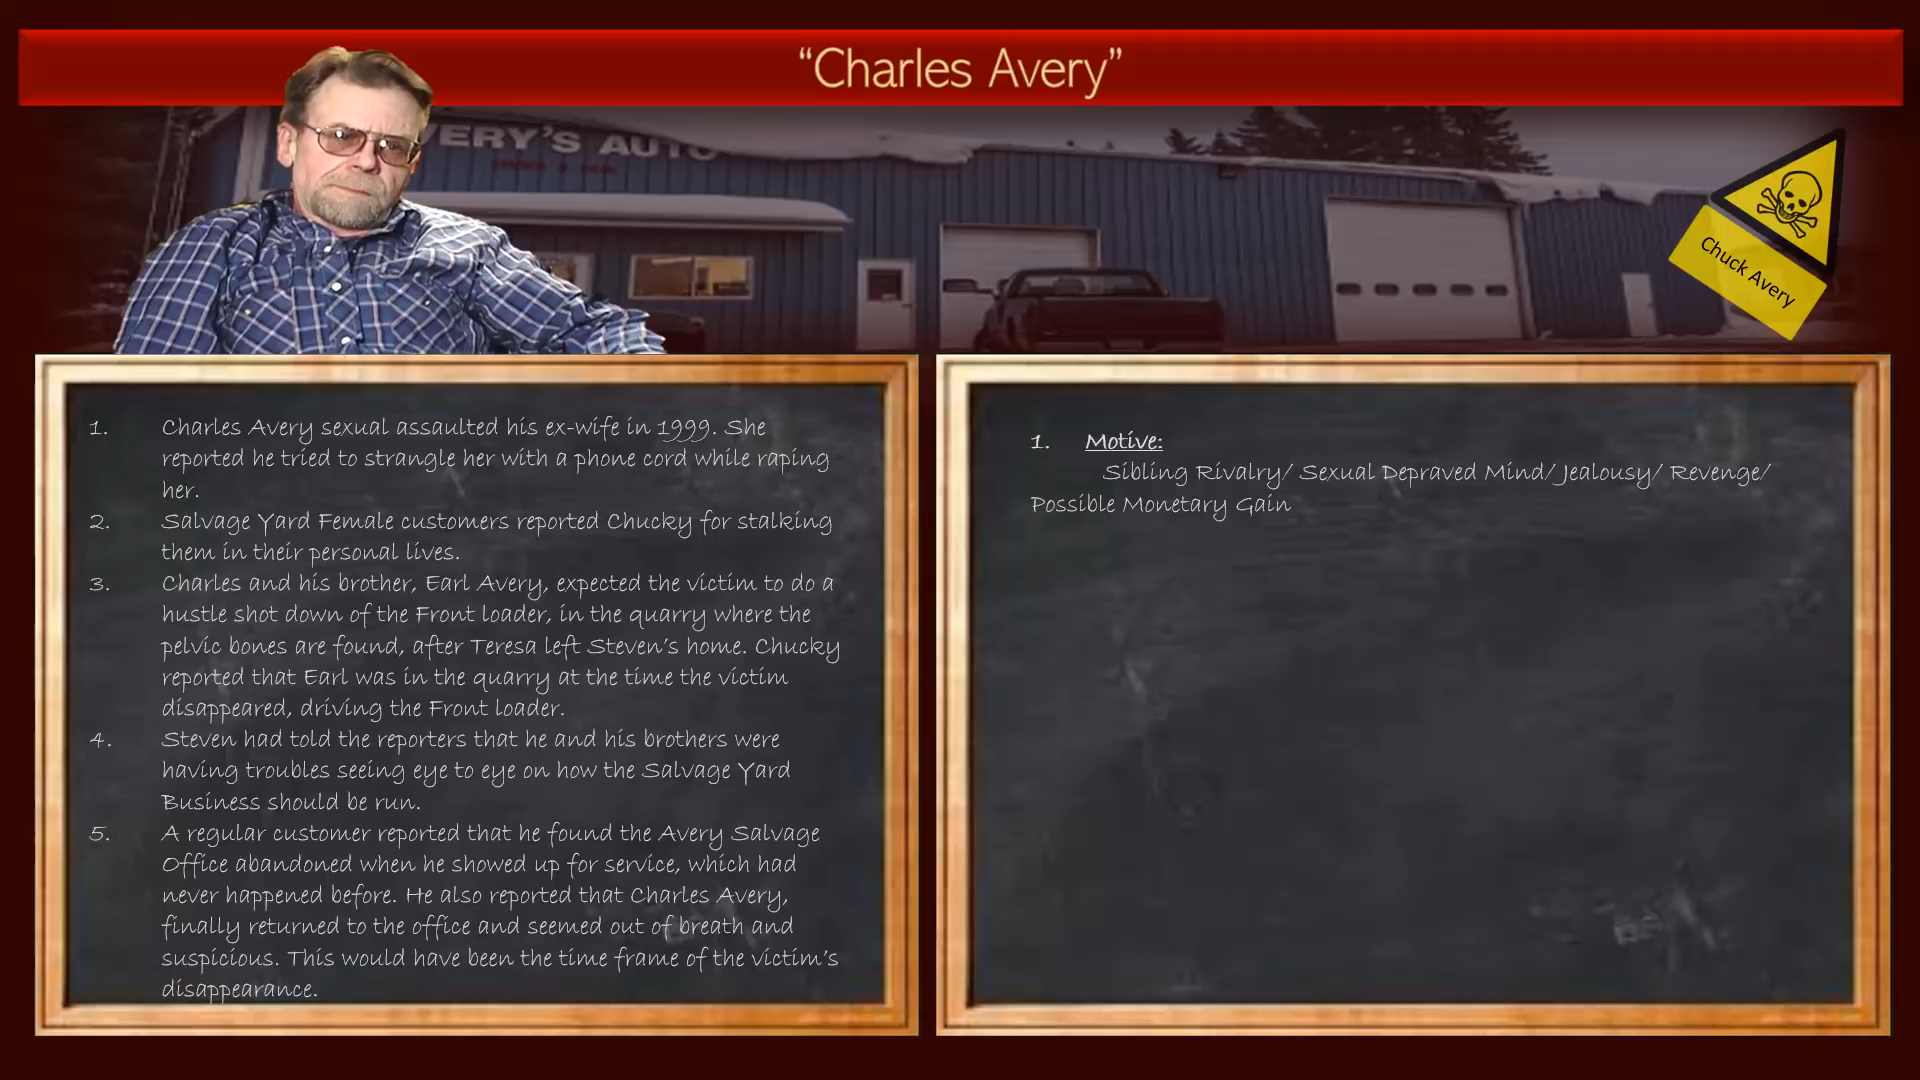 “Charles Avery”
VERY'S AUTO
Chuck Avery
1. Charles Avery sexual assaulted his ex-wife in 1999. She
reported he tried to strangle her with a phone cord while raping
her.
2. Salvage Yard Female customers reported Chucky for stalking
them in their personal lives.
3. Charles and his brother, Earl Avery, expected the victim to do a
hustle shot down of the Front loader, in the quarry where the
pelvic bones are found, after Teresa left Steven's home. Chucky
reported that Earl was in the quarry at the time the victim
disappeared, driving the Front loader.
4. Steven had told the reporters that he and his brothers were
having troubles seeing eye to eye on how the Salvage Yard
Business should be run.
5. A regular customer reported that he found the Avery Salvage
Office abandoned when he showed up for service, which had
never happened before. He also reported that Charles Avery,
finally returned to the office and seemed out of breath and
suspicious. This would have been the time frame of the victim's
disappearance.
1. Motive:
Sibling Rivalry/ Sexual Depraved Mind/ Jealousy/ Revenge/
Possible Monetary Gain